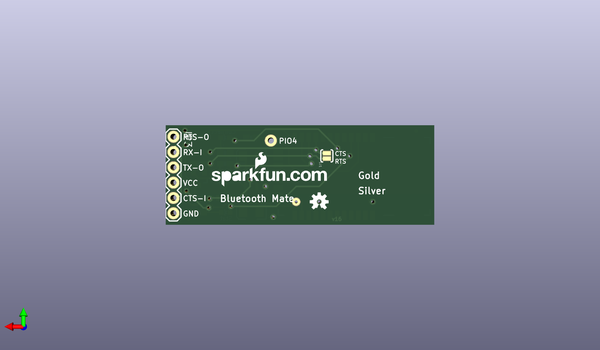 RTS-O
RX-I
TX-O
VCC
CTS-I
GND
PIO4
CTS
RTS
sparkfun.com
Bluetooth Mate
Gold
Silver